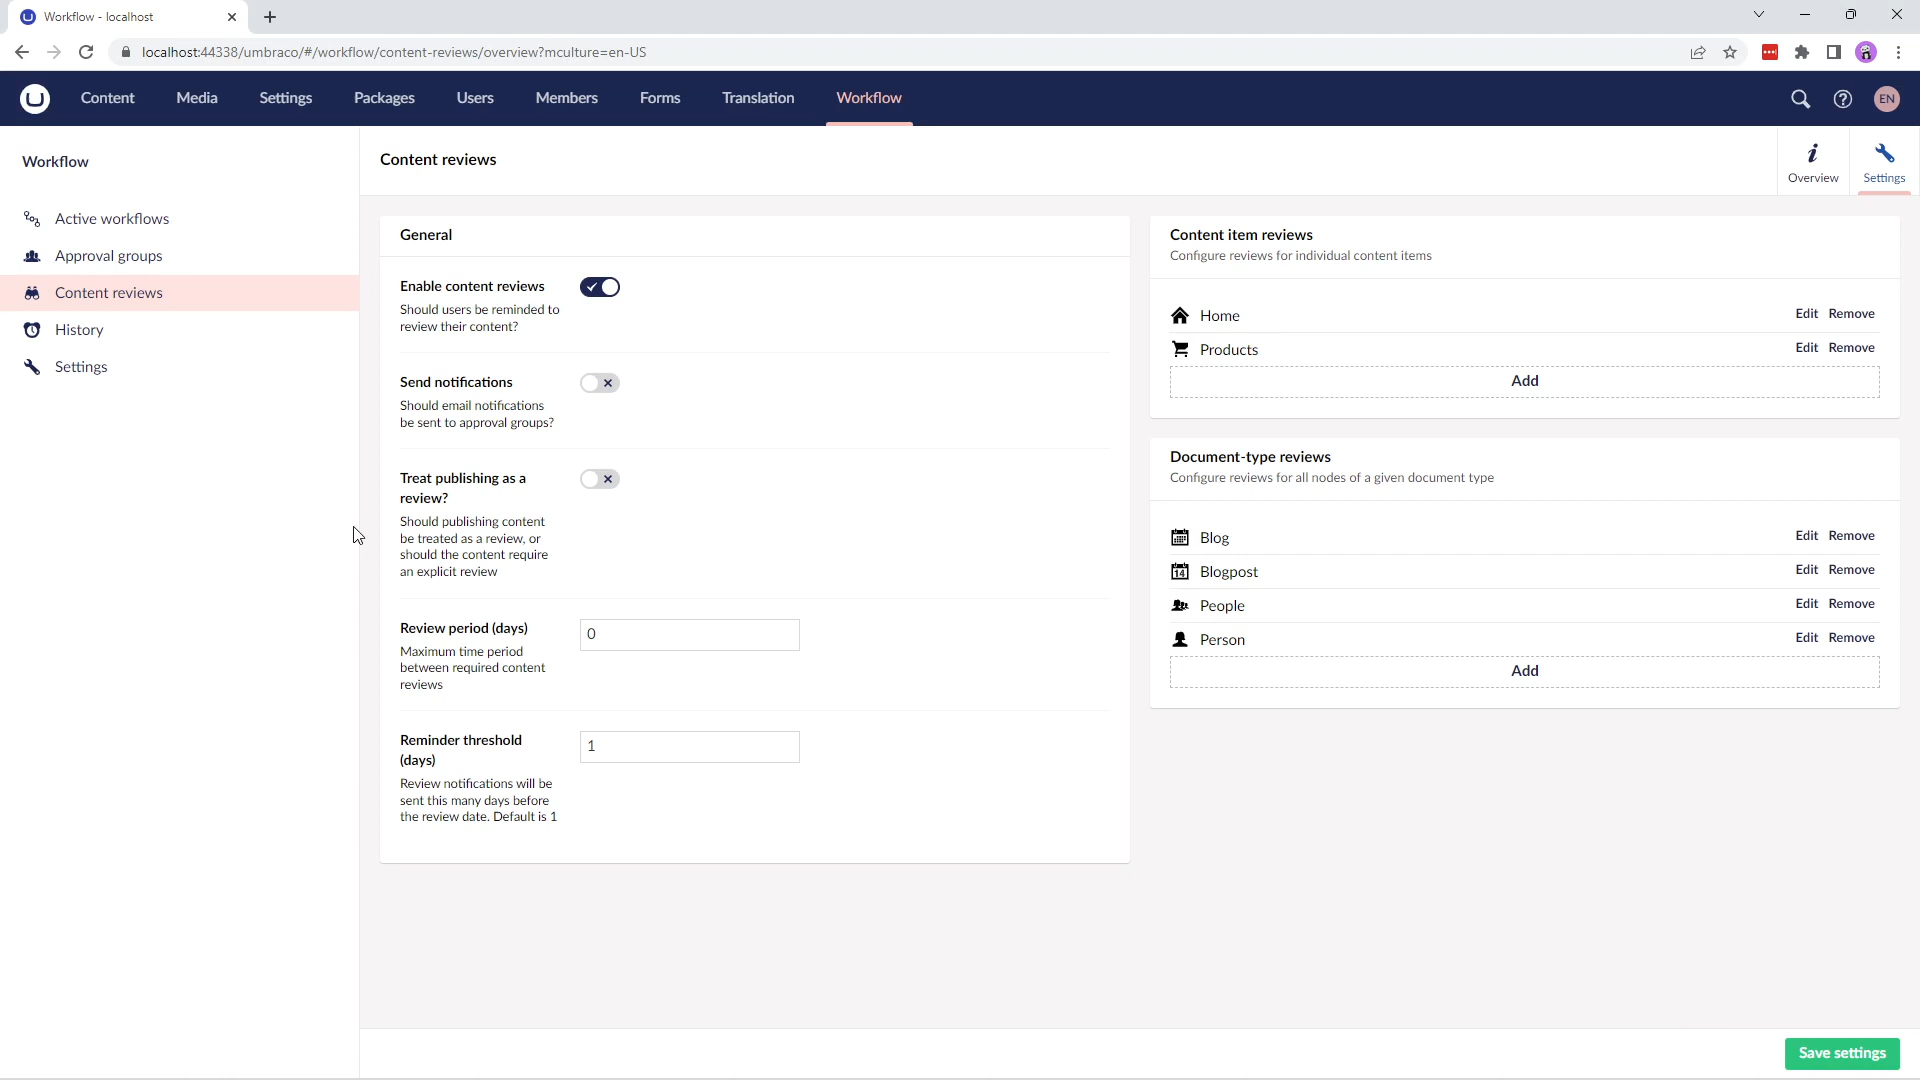 Workflow - localhost
localhost:44338/umbraco/#/workflow/content-reviews/overview?mculture=en-US
Content Media Settings Packages Users Members Forms Translation Workflow
EN
Workflow
Active workflows
Approval groups
Content reviews
History
Settings
Content reviews
Overview
Settings
General
Enable content reviews
Should users be reminded to
review their content?
Send notifications
Should email notifications
be sent to approval groups?
Treat publishing as a
review?
Should publishing content
be treated as a review, or
should the content require
an explicit review
Review period (days)
0
Maximum time period
between required content
reviews
Reminder threshold
(days)
1
Review notifications will be
sent this many days before
the review date. Default is 1
Content item reviews
Configure reviews for individual content items
Home Edit Remove
Products Edit Remove
Add
Document-type reviews
Configure reviews for all nodes of a given document type
Blog Edit Remove
14 Blogpost Edit Remove
People Edit Remove
Person Edit Remove
Add
Save settings